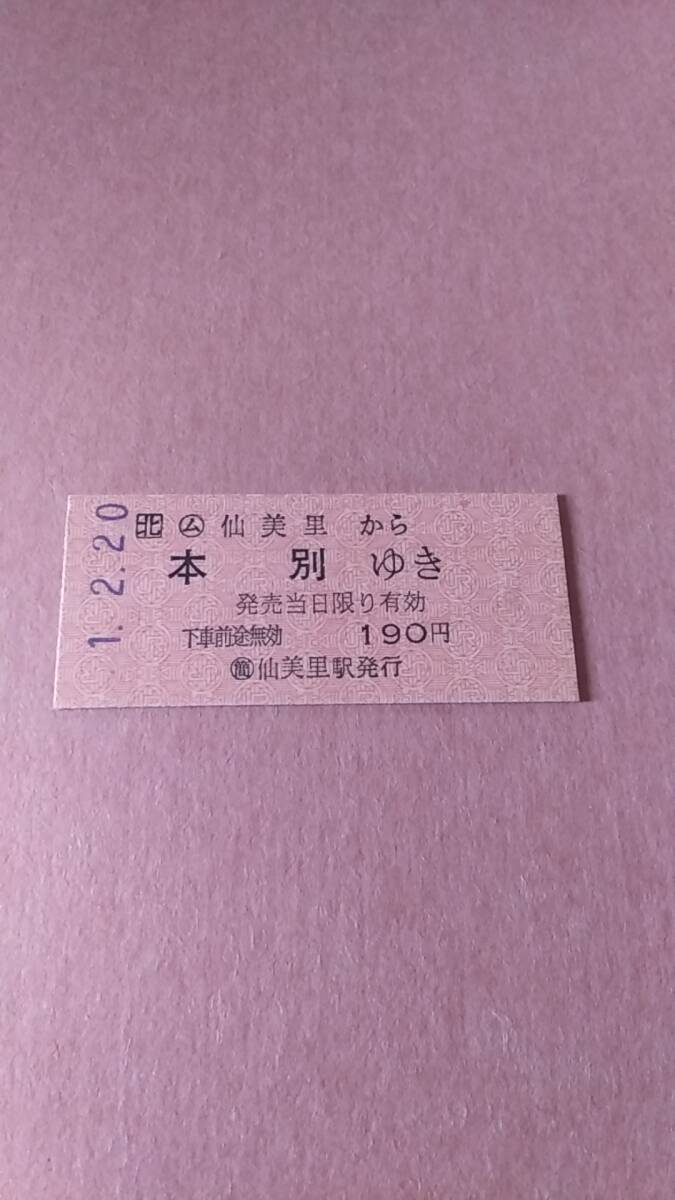 1.2.20
北 ム 仙美里 から
本別 ゆき
発売当日限り有効
下車前途無効 190円
簡 仙美里駅発行